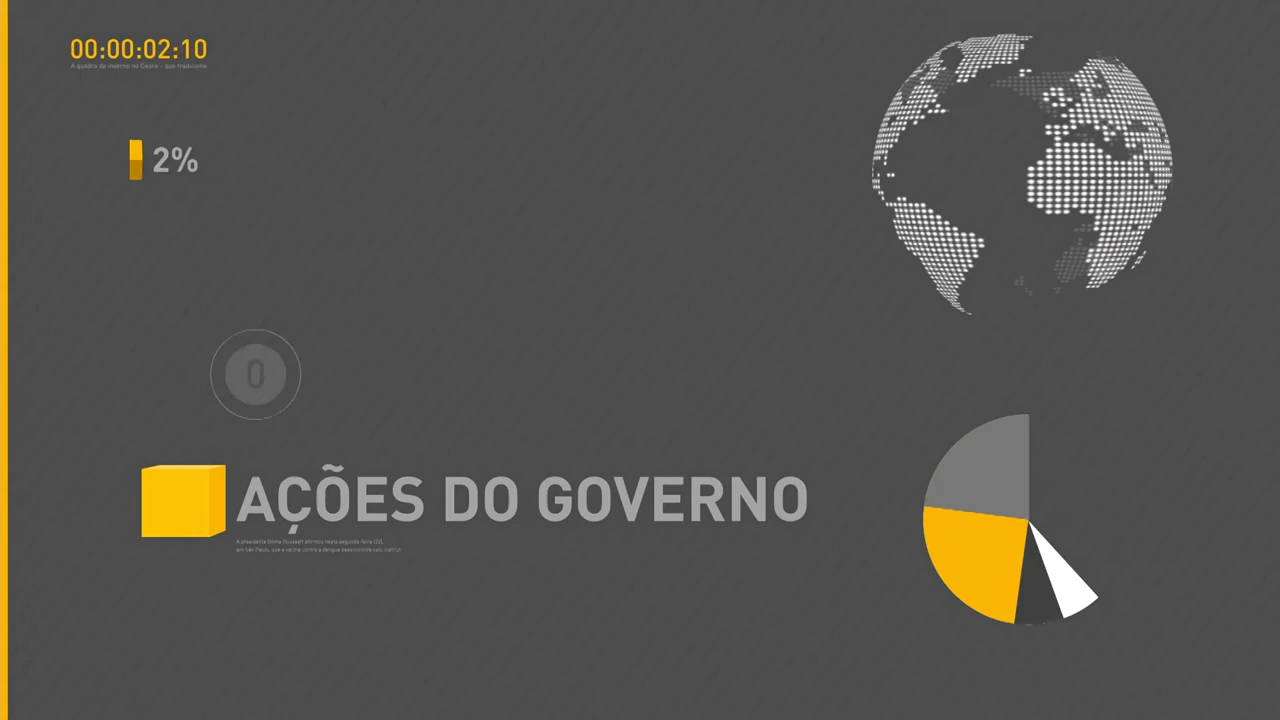 00:00:02:10
A quadra de inverno no Ceara – que tradiciona
2%
0
AÇÕES DO GOVERNO
A presidenta Dilma Rousseff afirmou nesta segunda-feira (22),
em São Paulo, que a vacina contra a dengue desenvolvida pelo Institut